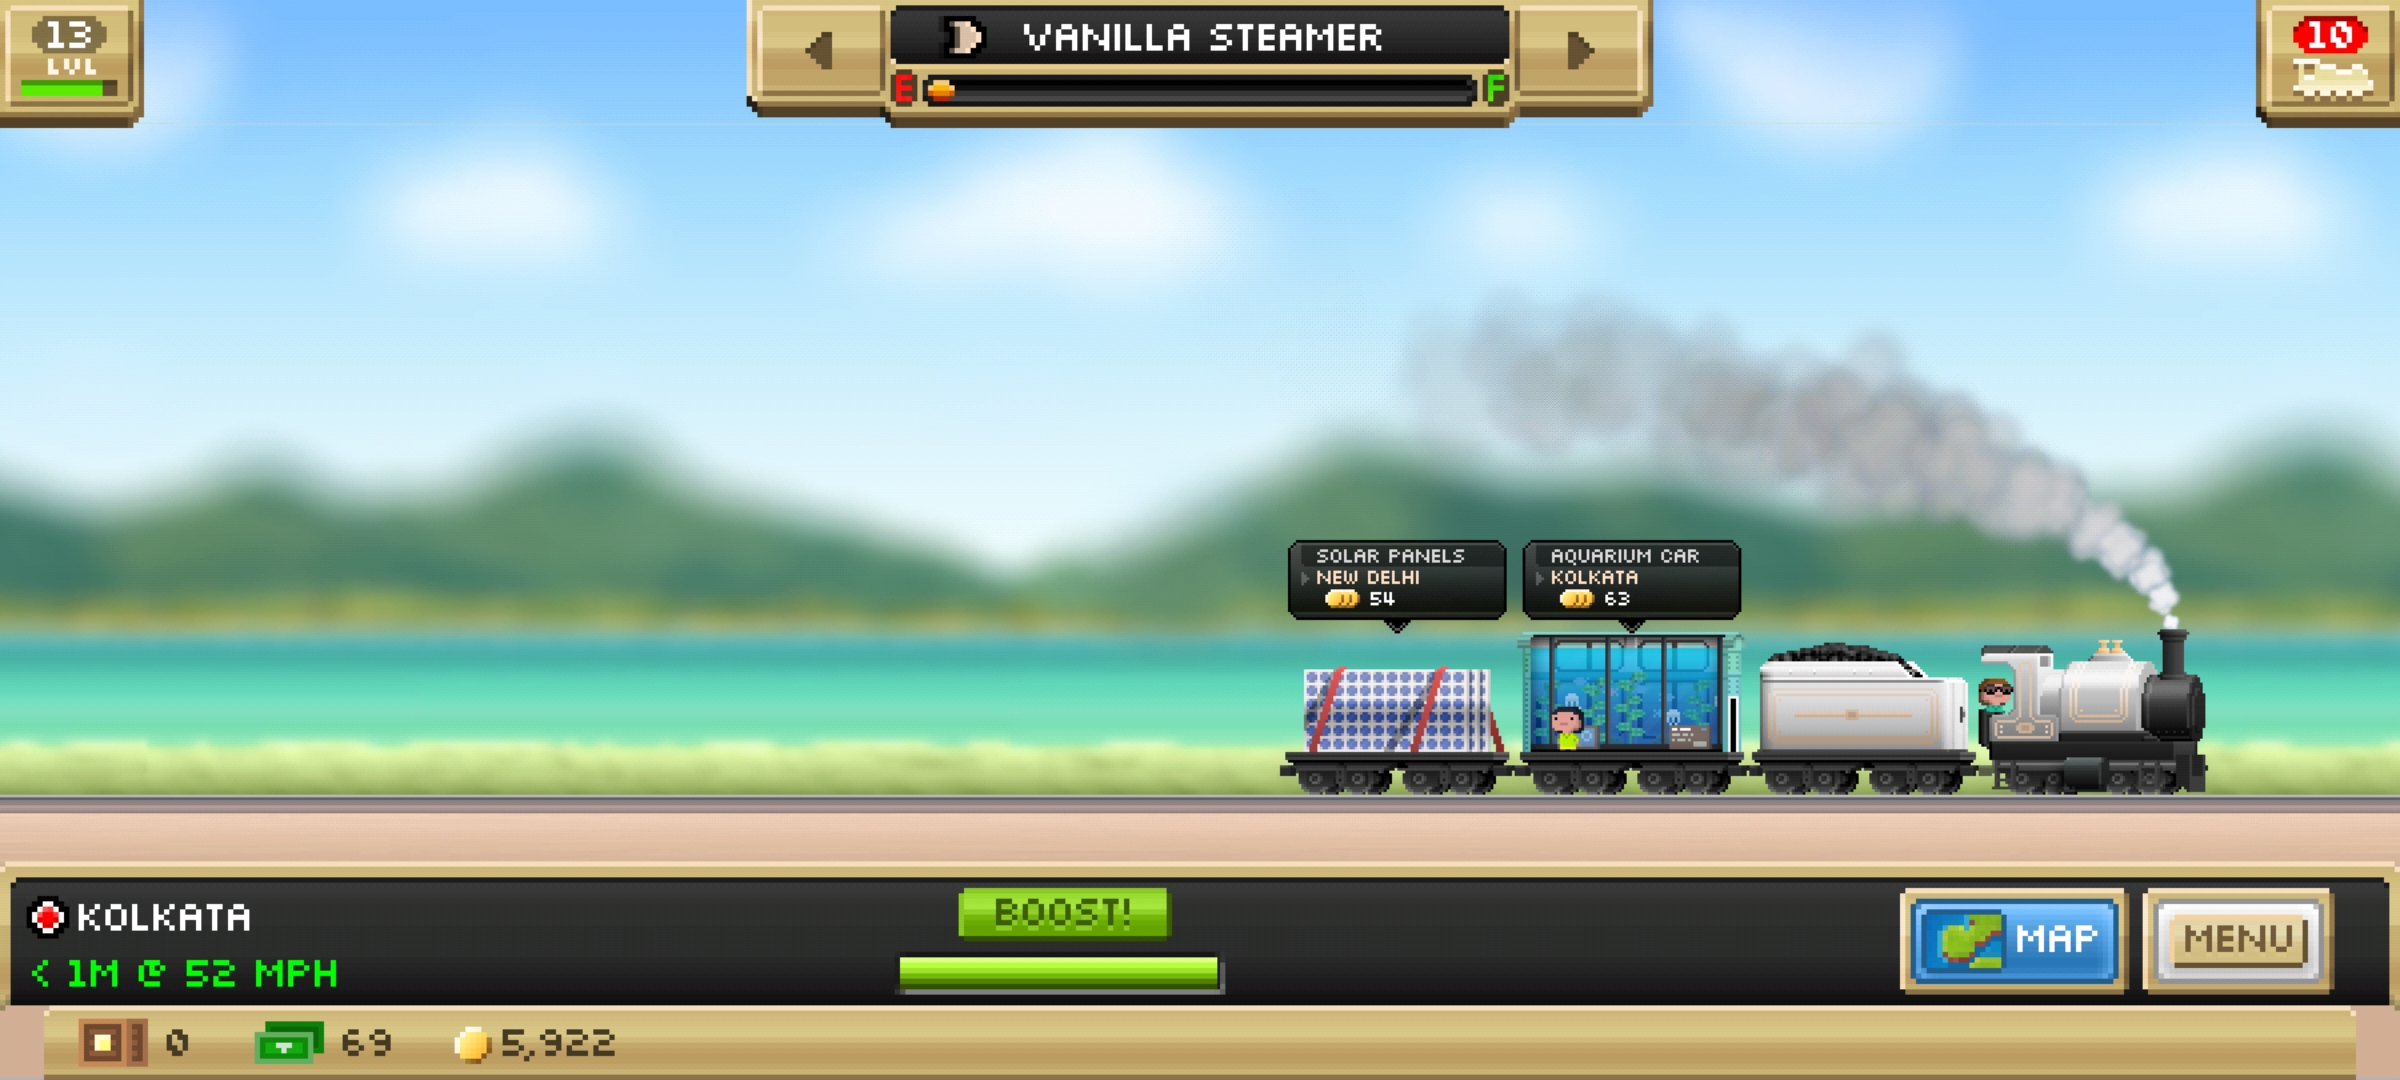 13
LVL
VANILLA STEAMER
E F
10
SOLAR PANELS
NEW DELHI
54
AQUARIUM CAR
KOLKATA
63
KOLKATA
< 1M @ 52 MPH
BOOST!
MAP
MENU
0 69 5,922